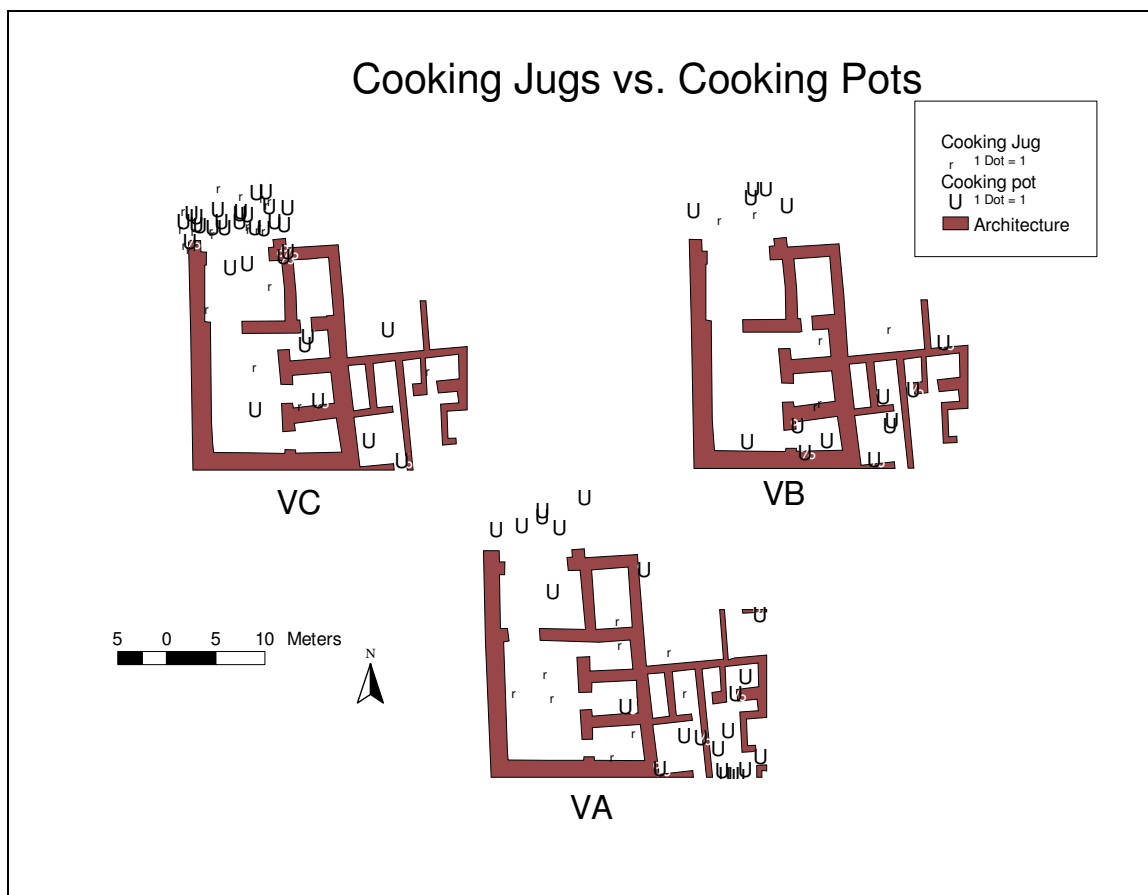 Cooking Jugs vs. Cooking Pots
Cooking Jug
r 1 Dot = 1
Cooking pot
U 1 Dot = 1
Architecture
VC
VB
VA
5 0 5 10 Meters
N